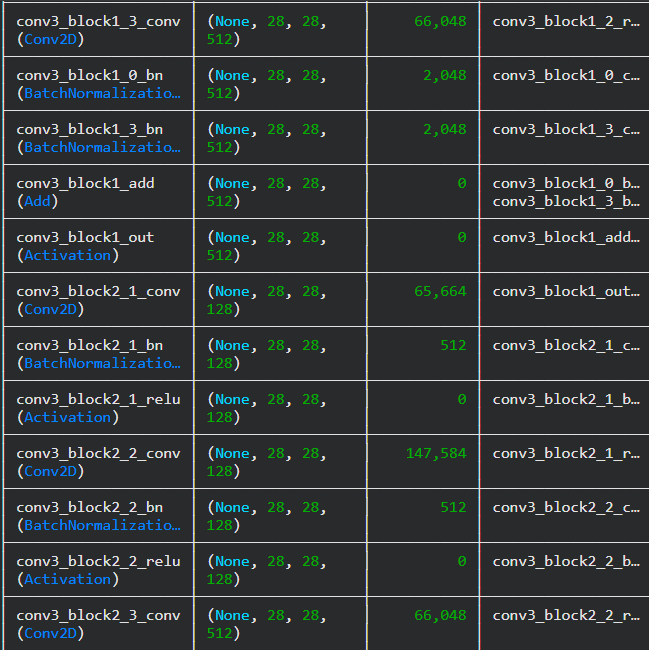 conv3_block1_3_conv (None, 28, 28, 66,048 conv3_block1_2_r…
(Conv2D) 512)
conv3_block1_0_bn (None, 28, 28, 2,048 conv3_block1_0_c…
(BatchNormalizatio… 512)
conv3_block1_3_bn (None, 28, 28, 2,048 conv3_block1_3_c…
(BatchNormalizatio… 512)
conv3_block1_add (None, 28, 28, 0 conv3_block1_0_b…
(Add) 512) conv3_block1_3_b…
conv3_block1_out (None, 28, 28, 0 conv3_block1_add…
(Activation) 512)
conv3_block2_1_conv (None, 28, 28, 65,664 conv3_block1_out…
(Conv2D) 128)
conv3_block2_1_bn (None, 28, 28, 512 conv3_block2_1_c…
(BatchNormalizatio… 128)
conv3_block2_1_relu (None, 28, 28, 0 conv3_block2_1_b…
(Activation) 128)
conv3_block2_2_conv (None, 28, 28, 147,584 conv3_block2_1_r…
(Conv2D) 128)
conv3_block2_2_bn (None, 28, 28, 512 conv3_block2_2_c…
(BatchNormalizatio… 128)
conv3_block2_2_relu (None, 28, 28, 0 conv3_block2_2_b…
(Activation) 128)
conv3_block2_3_conv (None, 28, 28, 66,048 conv3_block2_2_r…
(Conv2D) 512)